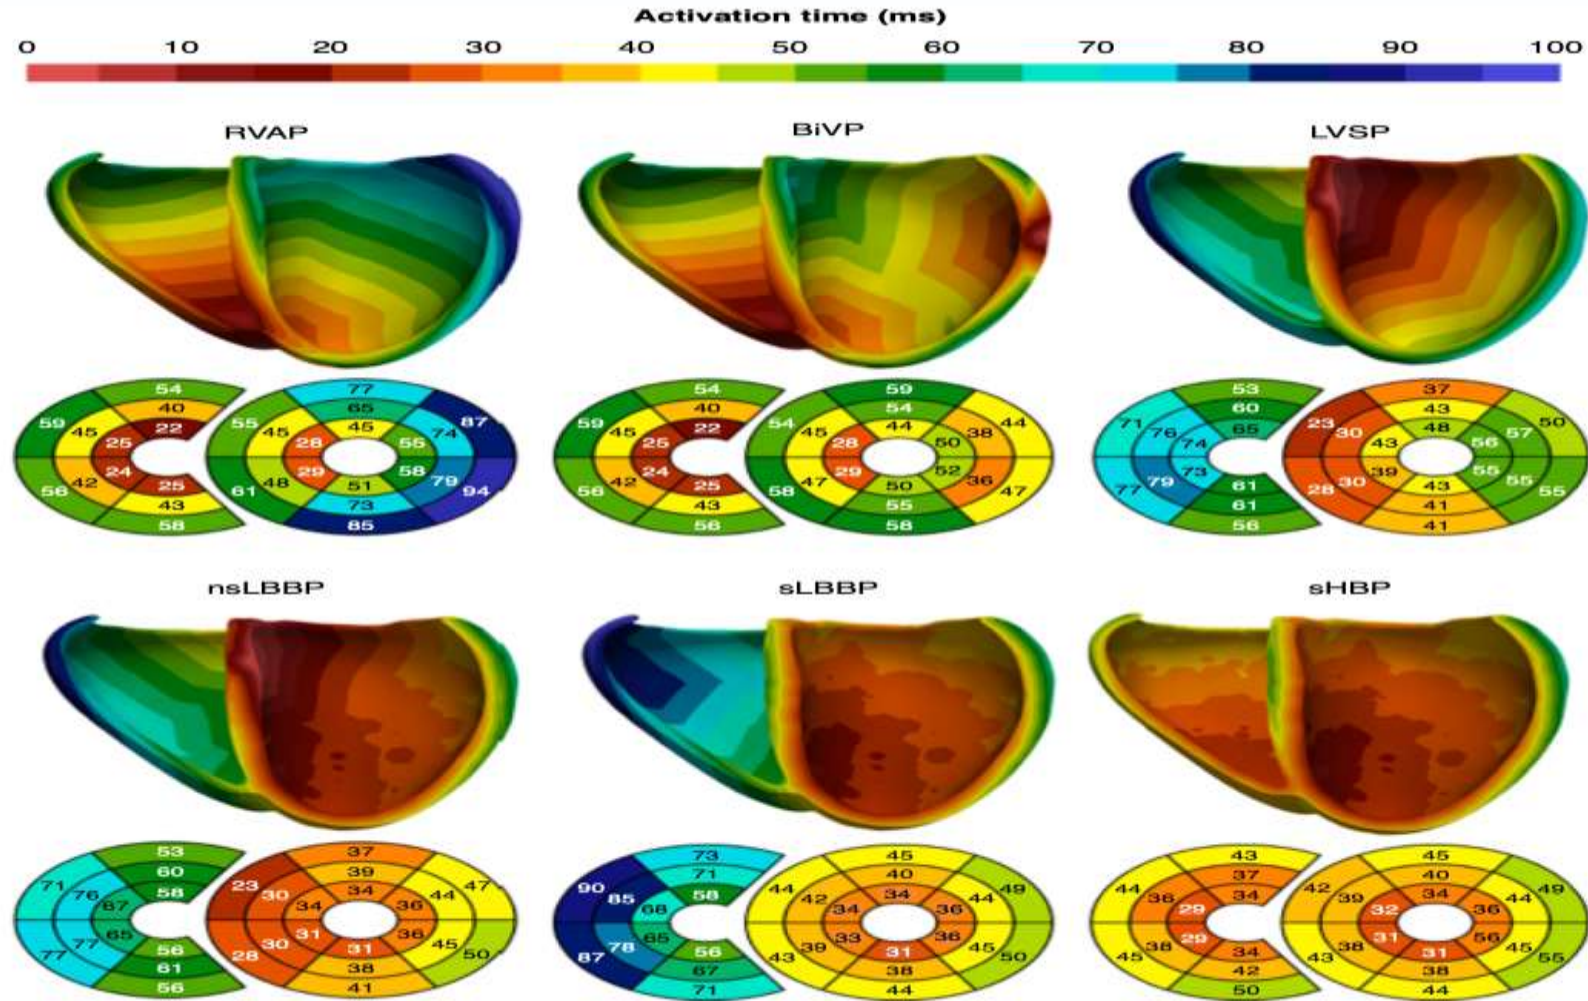 Activation time (ms)
0 10 20 30 40 50 60 70 80 90 100
RVAP BiVP LVSP
54 77 54 59 53 37
59 40 55 65 87 59 40 54 54 44 71 60 23 43 50
45 22 45 45 74 45 22 45 44 38 76 65 30 48 57
25 28 55 25 28 50 74 43 56
24 29 58 24 29 52 73 39 55
42 25 48 51 79 42 25 47 50 36 79 61 30 43 55
56 43 61 73 94 56 43 58 55 47 77 61 28 41 55
58 85 56 58 56 41
nsLBBP sLBBP sHBP
53 37 73 45 43 45
71 60 23 39 47 90 71 44 40 49 44 37 42 40 49
76 58 30 34 44 85 58 42 34 44 36 34 39 34 45
67 34 36 68 34 36 29 32 36
65 31 36 65 33 36 29 31 56
77 56 30 31 45 78 56 39 31 45 38 34 38 31 45
77 61 28 38 50 87 67 43 38 50 45 42 43 38 55
56 41 71 44 50 44